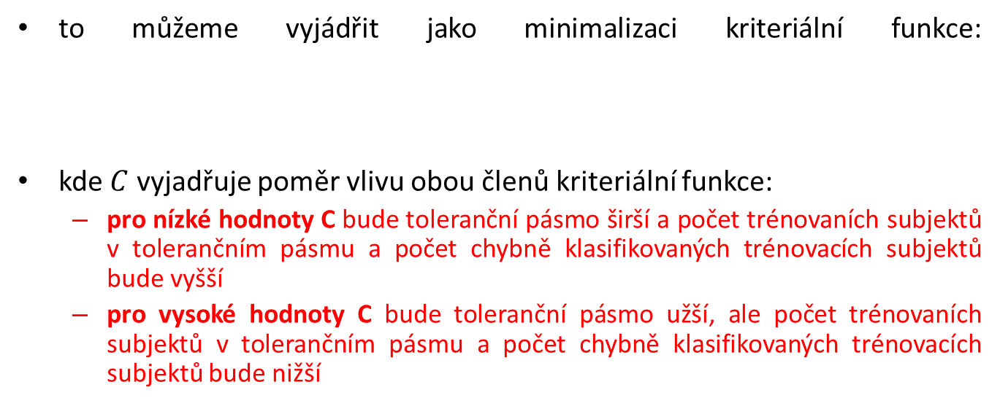 • to můžeme vyjádřit jako minimalizaci kriteriální funkce:
• kde C vyjadřuje poměr vlivu obou členů kriteriální funkce:
– pro nízké hodnoty C bude toleranční pásmo širší a počet trénovaních subjektů
v tolerančním pásmu a počet chybně klasifikovaných trénovacích subjektů
bude vyšší
– pro vysoké hodnoty C bude toleranční pásmo užší, ale počet trénovaních
subjektů v tolerančním pásmu a počet chybně klasifikovaných trénovacích
subjektů bude nižší